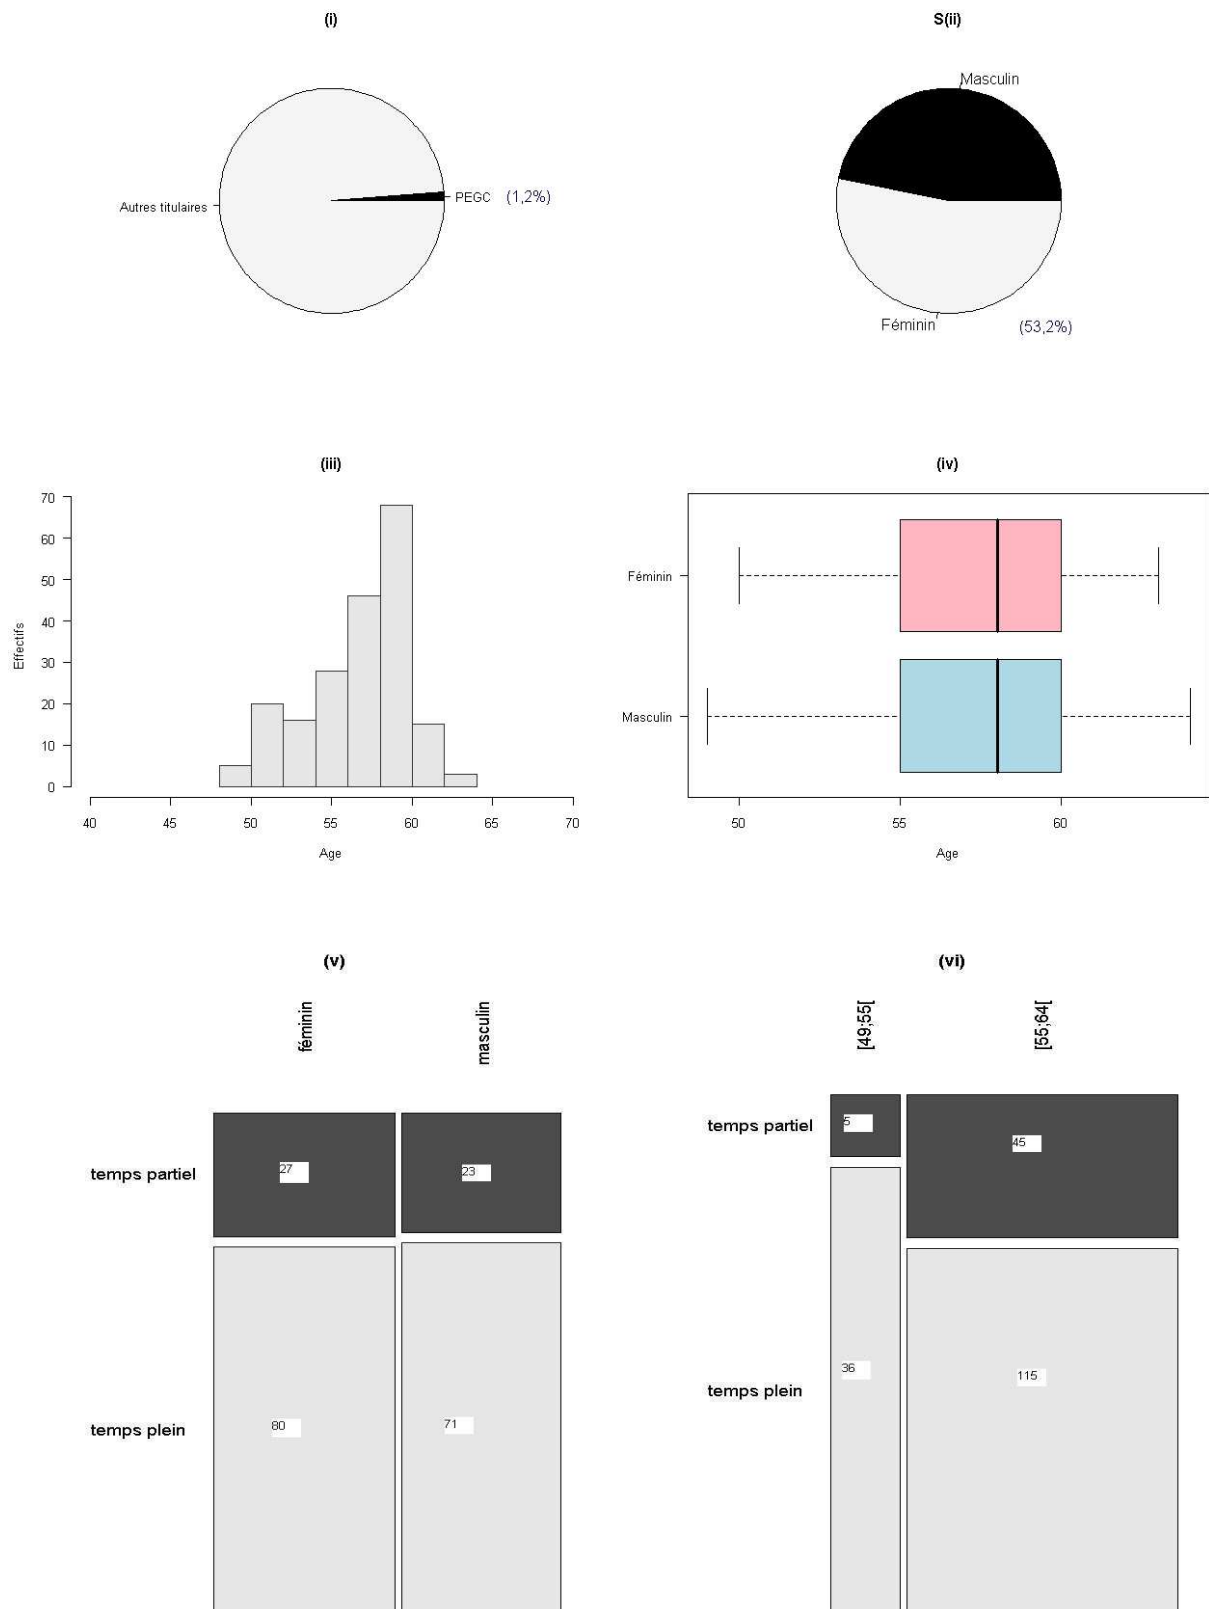 (i)
S(ii)
Masculin
Autres titulaires
PEGC (1,2%)
Féminin
(53,2%)
(iii)
70
60
50
40
30
20
10
0
Effectifs
40 45 50 55 60 65 70
Age
(iv)
Féminin
Masculin
50 55 60
Age
(v)
féminin
masculin
temps partiel
27
23
temps plein
80
71
(vi)
[49;55[
[55;64[
temps partiel
5
45
temps plein
36
115